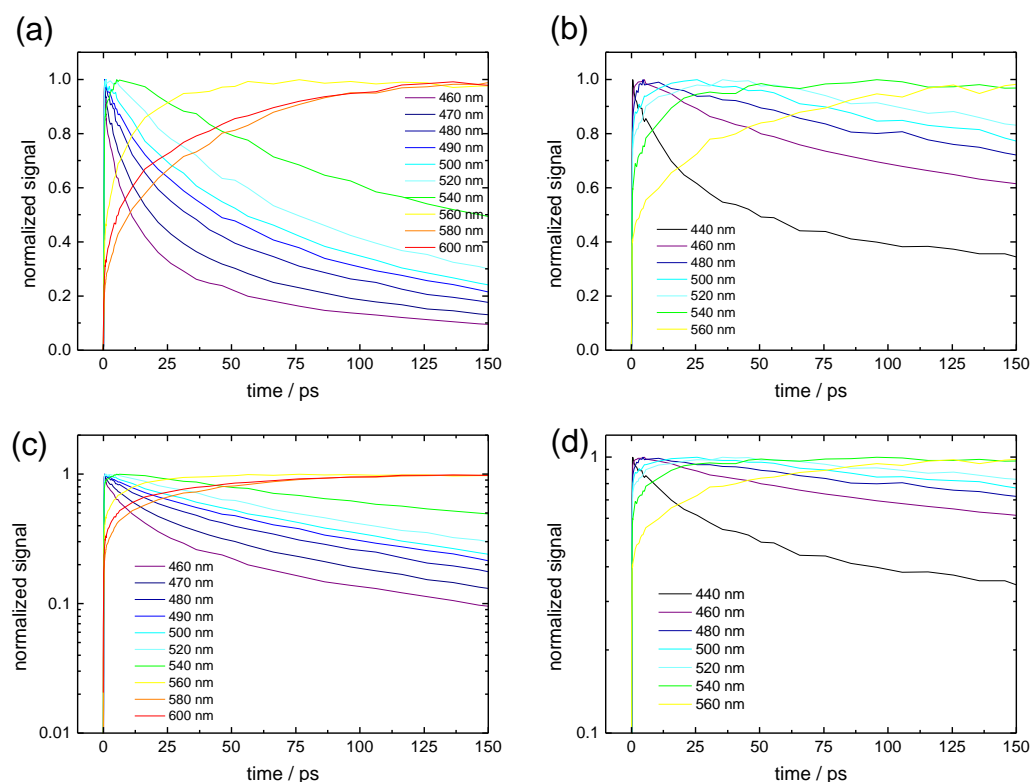 (a)
normalized signal
1.0
0.8
0.6
0.4
0.2
0.0
460 nm
470 nm
480 nm
490 nm
500 nm
520 nm
540 nm
560 nm
580 nm
600 nm
0 25 50 75 100 125 150
time / ps
(b)
normalized signal
1.0
0.8
0.6
0.4
0.2
0.0
440 nm
460 nm
480 nm
500 nm
520 nm
540 nm
560 nm
0 25 50 75 100 125 150
time / ps
(c)
normalized signal
1
0.1
0.01
460 nm
470 nm
480 nm
490 nm
500 nm
520 nm
540 nm
560 nm
580 nm
600 nm
0 25 50 75 100 125 150
time / ps
(d)
normalized signal
1
0.1
440 nm
460 nm
480 nm
500 nm
520 nm
540 nm
560 nm
0 25 50 75 100 125 150
time / ps